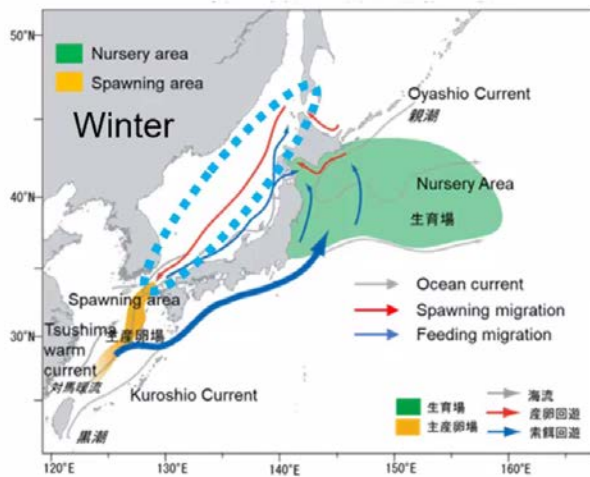 50°N
Nursery area
Spawning area
Winter
Oyashio Current
親潮
40°N
Nursery Area
生育場
Ocean current
Spawning migration
Feeding migration
Spawning area
主産卵場
30°N
Tsushima
warm
current
対馬暖流
Kuroshio Current
黒潮
生育場
主産卵場
海流
産卵回遊
索餌回遊
120°E
130°E
140°E
150°E
160°E